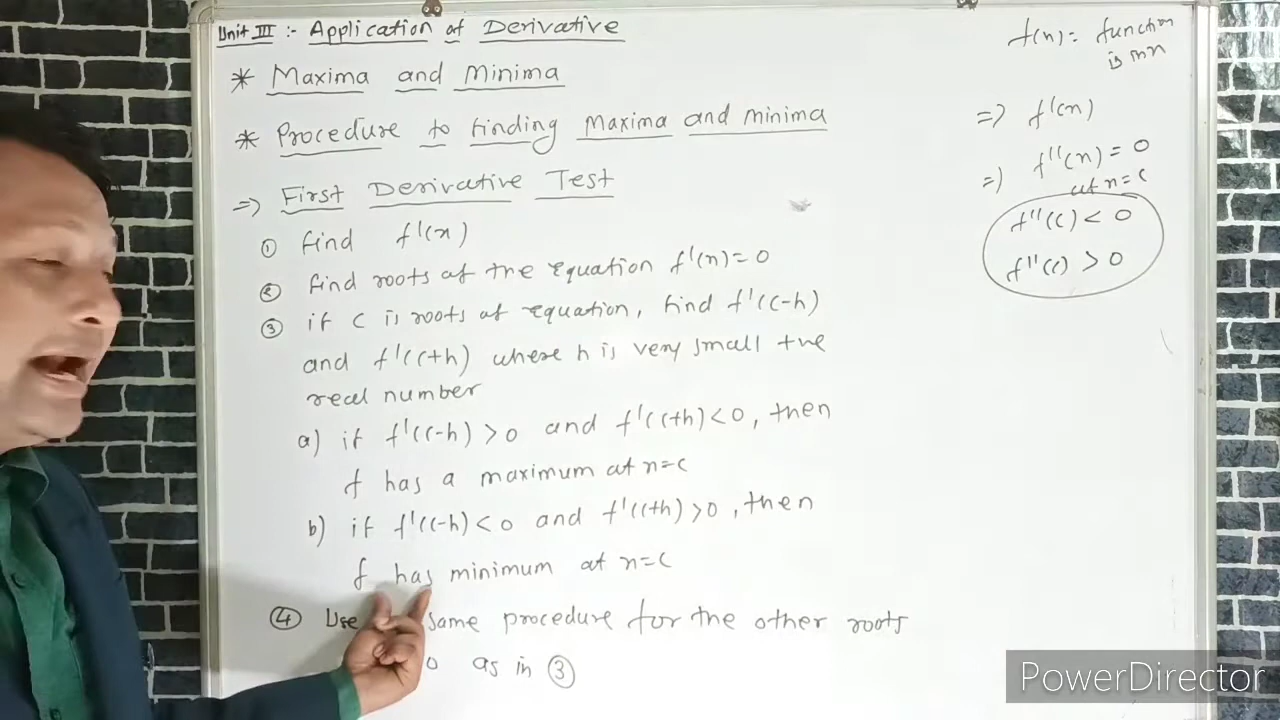 Unit III :- Application of Derivative
* Maxima and Minima
* Procedure to Finding Maxima and minima
=> First Derivative Test
① find f'(x)
② find roots of the equation f'(x)=0
③ if c is roots of equation, find f'(c-h)
and f'(c+h) where h is very small +ve
real number
a) if f'(c-h) >0 and f'(c+h)<0, then
f has a maximum at x=c
b) if f'(c-h)<0 and f'(c+h) >0, then
f has minimum at x=c
④ Use same procedure for the other roots
0 as in ③
f(x)= function
is
=> f'(x)
=> f''(x)=0
at x=c
f''(c)<0
f''(c) >0
PowerDirector